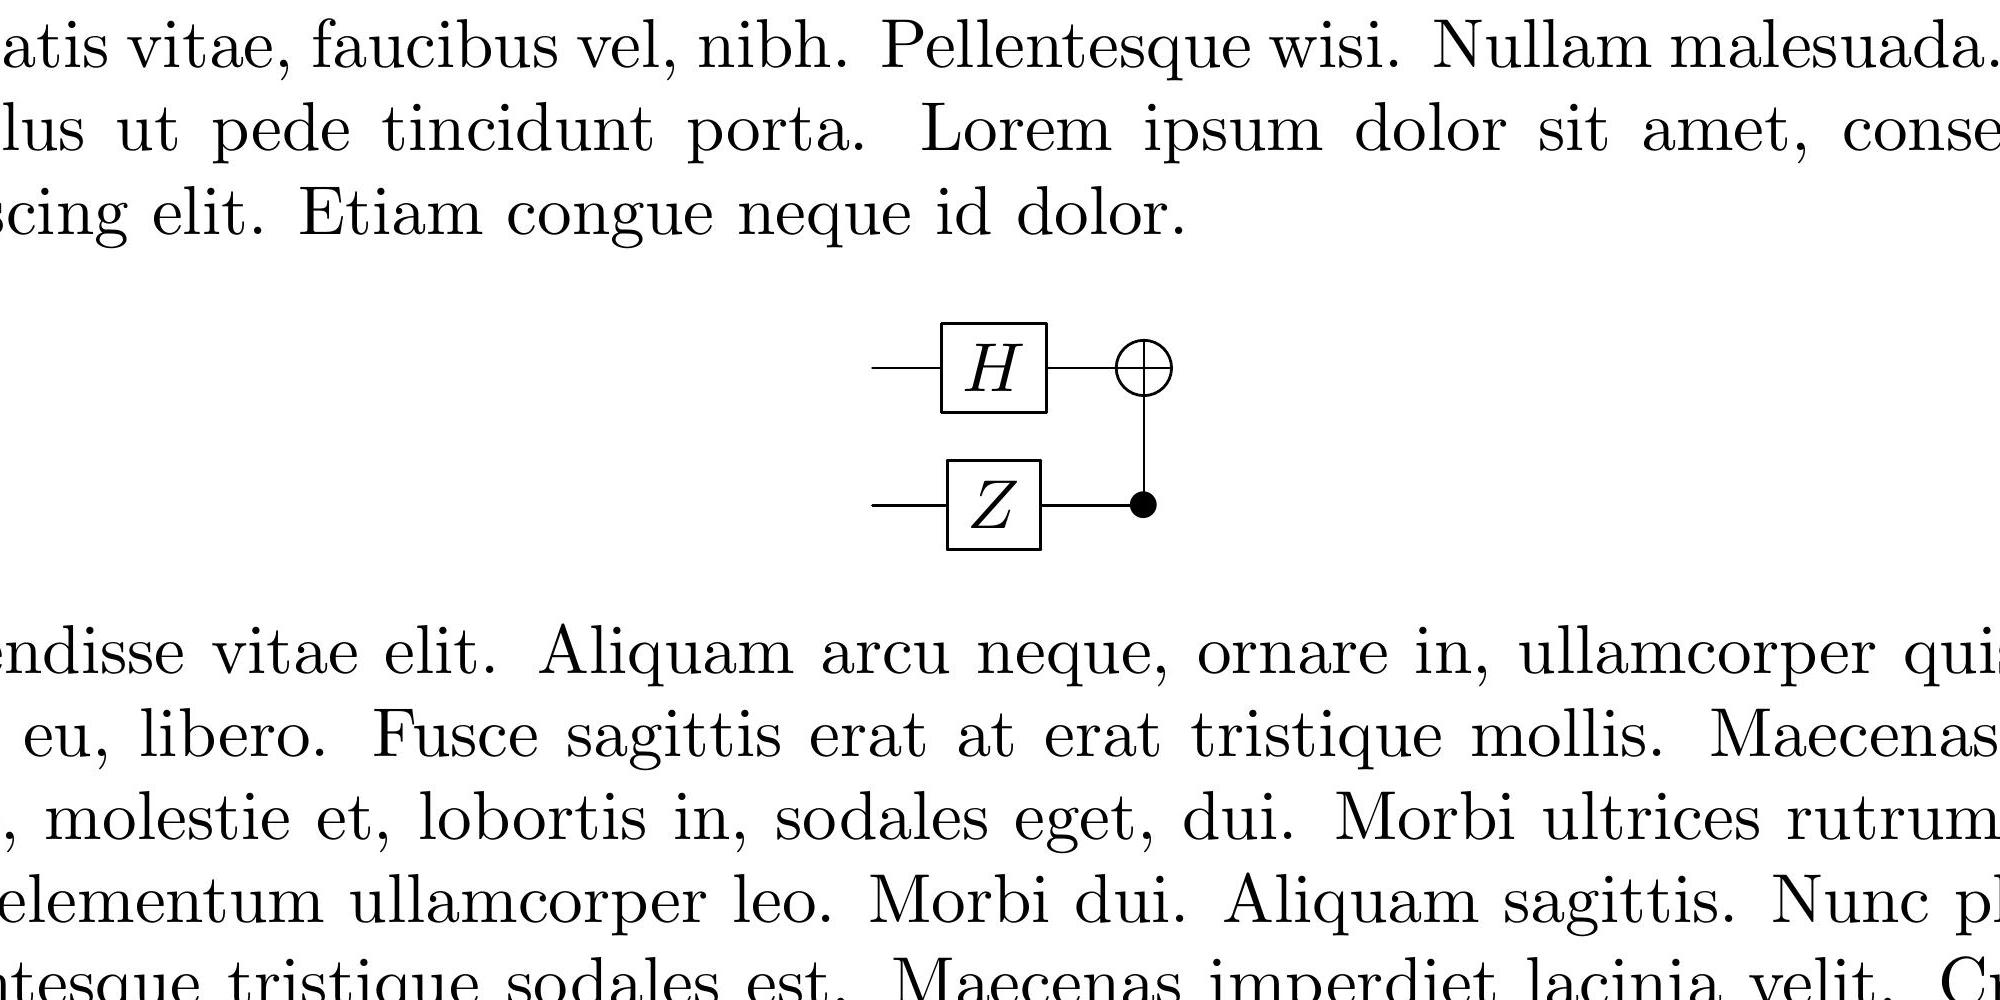 atis vitae, faucibus vel, nibh. Pellentesque wisi. Nullam malesuada.
lus ut pede tincidunt porta. Lorem ipsum dolor sit amet, conse
scing elit. Etiam congue neque id dolor.
H
Z
endisse vitae elit. Aliquam arcu neque, ornare in, ullamcorper quis
eu, libero. Fusce sagittis erat at erat tristique mollis. Maecenas
, molestie et, lobortis in, sodales eget, dui. Morbi ultrices rutrum
elementum ullamcorper leo. Morbi dui. Aliquam sagittis. Nunc pl
ntesque tristique sodales est. Maecenas imperdiet lacinia velit. Cr